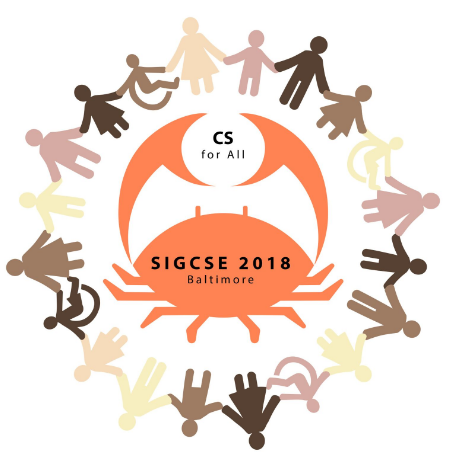 CS
for All
SIGCSE 2018
Baltimore